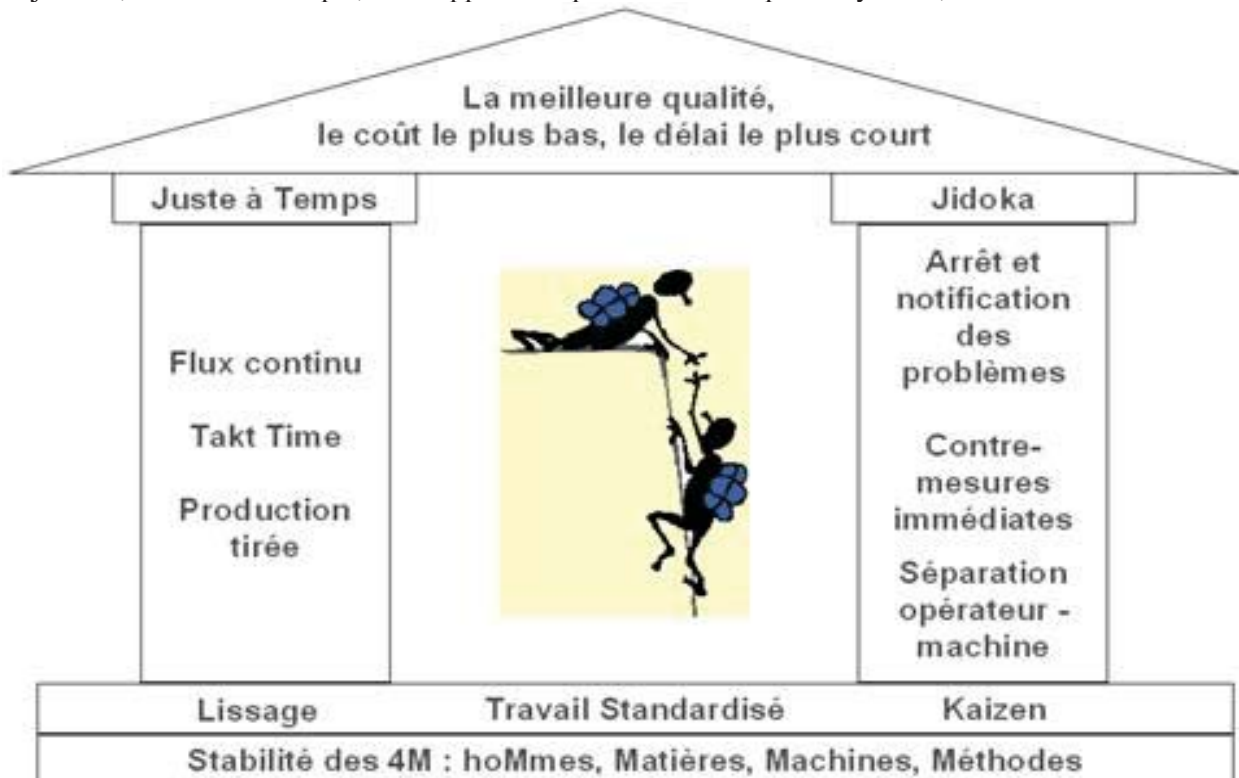 La meilleure qualité,
le coût le plus bas, le délai le plus court
Juste à Temps
Jidoka
Flux continu
Takt Time
Production
tirée
Arrêt et
notification
des
problèmes
Contre-
mesures
immédiates
Séparation
opérateur -
machine
Lissage Travail Standardisé Kaizen
Stabilité des 4M : hoMmes, Matières, Machines, Méthodes